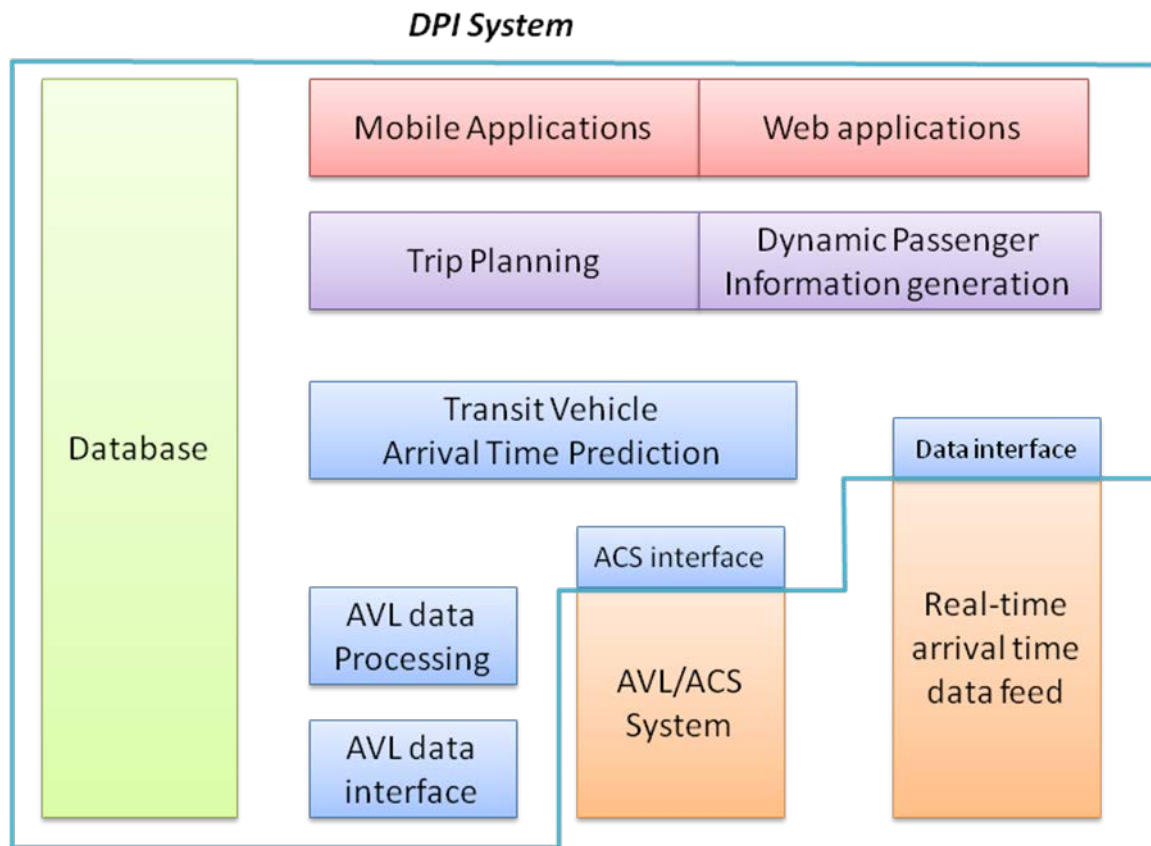 DPI System
Mobile Applications
Web applications
Trip Planning
Dynamic Passenger
Information generation
Database
Transit Vehicle
Arrival Time Prediction
Data interface
ACS interface
AVL data
Processing
AVL/ACS
System
Real-time
arrival time
data feed
AVL data
interface